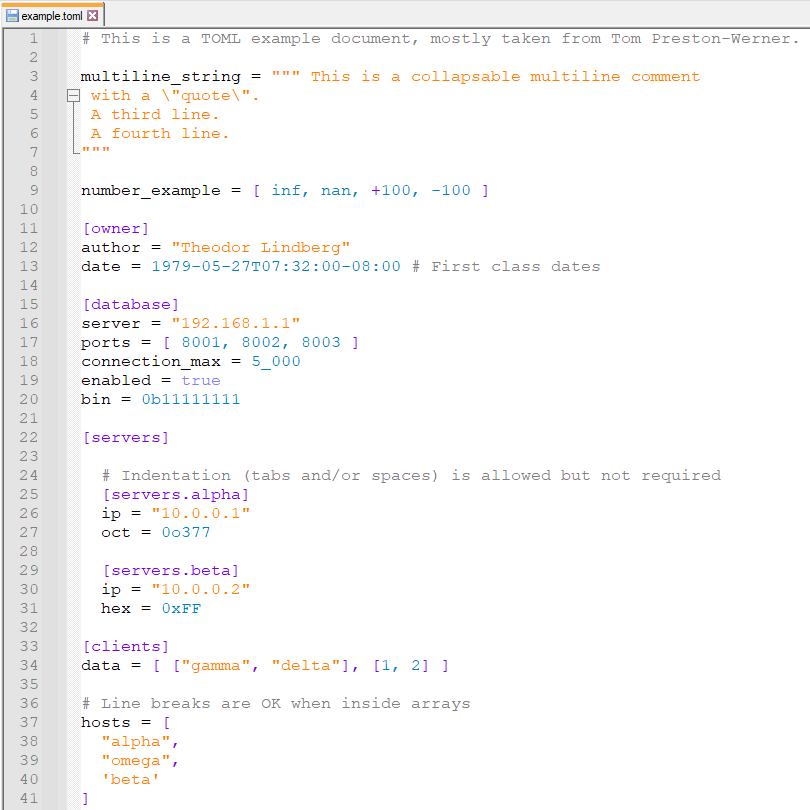 example.toml
1 # This is a TOML example document, mostly taken from Tom Preston-Werner.
2
3 multiline_string = """ This is a collapsable multiline comment
4  with a \"quote\".
5  A third line.
6  A fourth line.
7 """
8
9 number_example = [ inf, nan, +100, -100 ]
10
11 [owner]
12 author = "Theodor Lindberg"
13 date = 1979-05-27T07:32:00-08:00 # First class dates
14
15 [database]
16 server = "192.168.1.1"
17 ports = [ 8001, 8002, 8003 ]
18 connection_max = 5_000
19 enabled = true
20 bin = 0b11111111
21
22 [servers]
23
24   # Indentation (tabs and/or spaces) is allowed but not required
25   [servers.alpha]
26   ip = "10.0.0.1"
27   oct = 0o377
28
29   [servers.beta]
30   ip = "10.0.0.2"
31   hex = 0xFF
32
33 [clients]
34 data = [ ["gamma", "delta"], [1, 2] ]
35
36 # Line breaks are OK when inside arrays
37 hosts = [
38   "alpha",
39   "omega",
40   'beta'
41 ]